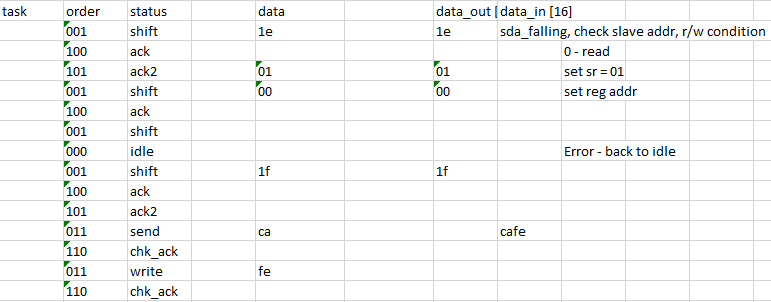 task order status data data_out [ data_in [16]
001 shift 1e 1e sda_falling, check slave addr, r/w condition
100 ack 0 - read
101 ack2 01 01 set sr = 01
001 shift 00 00 set reg addr
100 ack
001 shift
000 idle Error - back to idle
001 shift 1f 1f
100 ack
101 ack2
011 send ca cafe
110 chk_ack
011 write fe
110 chk_ack